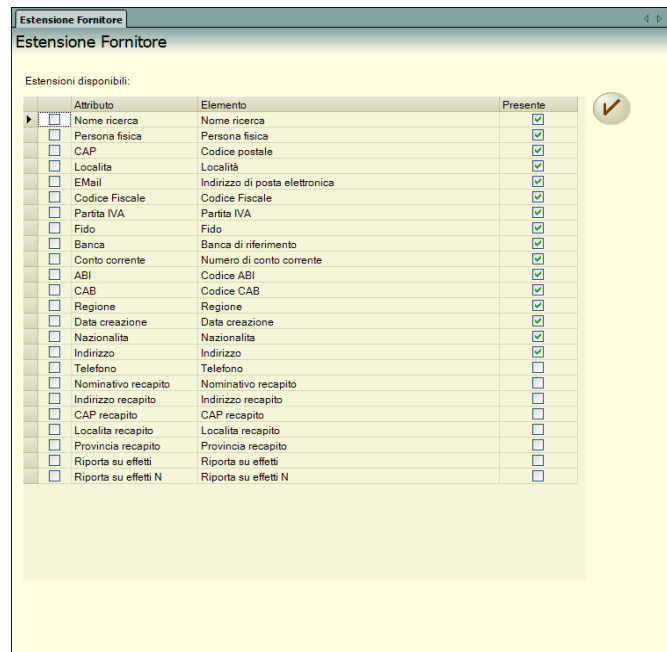 Estensione Fornitore
Estensione Fornitore
Estensioni disponibili:
Attributo Elemento Presente
Nome ricerca Nome ricerca
Persona fisica Persona fisica
CAP Codice postale
Localita Località
EMail Indirizzo di posta elettronica
Codice Fiscale Codice Fiscale
Partita IVA Partita IVA
Fido Fido
Banca Banca di riferimento
Conto corrente Numero di conto corrente
ABI Codice ABI
CAB Codice CAB
Regione Regione
Data creazione Data creazione
Nazionalita Nazionalita
Indirizzo Indirizzo
Telefono Telefono
Nominativo recapito Nominativo recapito
Indirizzo recapito Indirizzo recapito
CAP recapito CAP recapito
Localita recapito Localita recapito
Provincia recapito Provincia recapito
Riporta su effetti Riporta su effetti
Riporta su effetti N Riporta su effetti N